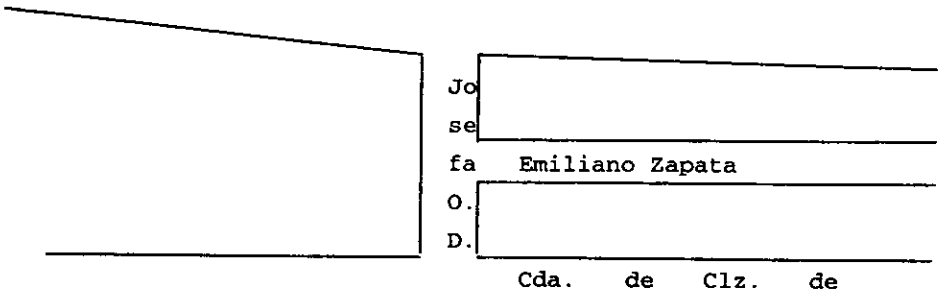 Jo
se
fa Emiliano Zapata
O.
D.
Cda. de Clz. de